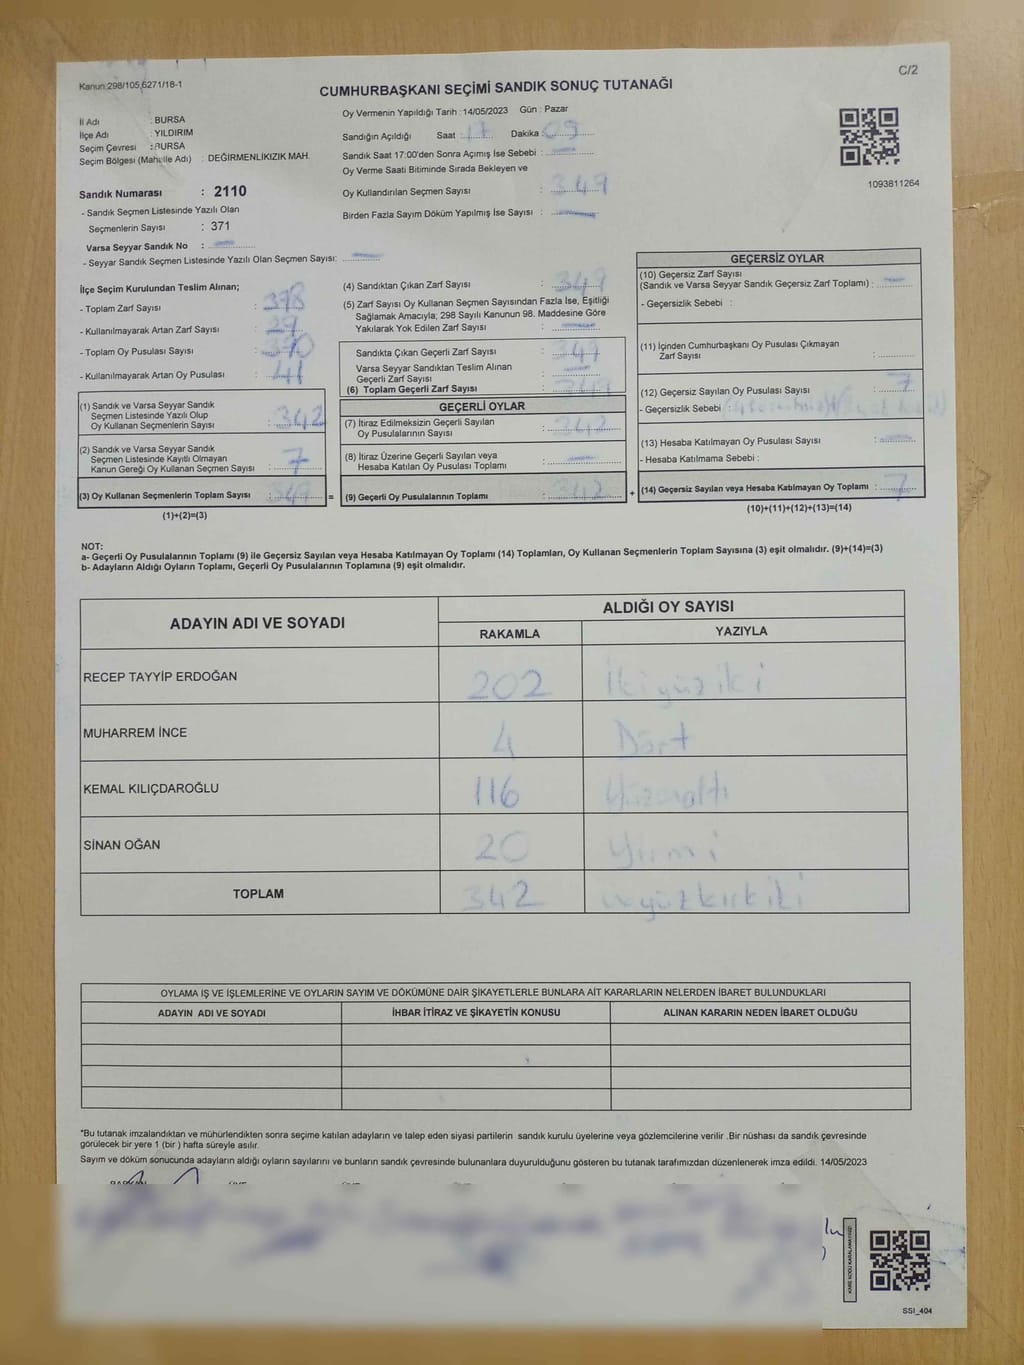 Kanun:298/105,6271/18-1
C/2
CUMHURBAŞKANI SEÇİMİ SANDIK SONUÇ TUTANAĞI
İl Adı : BURSA
İlçe Adı : YILDIRIM
Seçim Çevresi : BURSA
Seçim Bölgesi (Mahalle Adı) : DEĞİRMENLIKIZIK MAH.
Oy Vermenin Yapıldığı Tarih : 14/05/2023 Gün : Pazar
Sandığın Açıldığı Saat : 17 Dakika : 09
Sandık Saat 17:00'den Sonra Açımış İse Sebebi :
Oy Verme Saati Bitiminde Sırada Bekleyen ve
Oy Kullandırılan Seçmen Sayısı : 349
Birden Fazla Sayım Döküm Yapılmış İse Sayısı :
1093811264
Sandık Numarası : 2110
- Sandık Seçmen Listesinde Yazılı Olan
Seçmenlerin Sayısı : 371
Varsa Seyyar Sandık No :
- Seyyar Sandık Seçmen Listesinde Yazılı Olan Seçmen Sayısı:
İlçe Seçim Kurulundan Teslim Alınan;
- Toplam Zarf Sayısı : 378
- Kullanılmayarak Artan Zarf Sayısı : 29
- Toplam Oy Pusulası Sayısı : 390
- Kullanılmayarak Artan Oy Pusulası : 41
(1) Sandık ve Varsa Seyyar Sandık
Seçmen Listesinde Yazılı Olup
Oy Kullanan Seçmenlerin Sayısı : 342
(2) Sandık ve Varsa Seyyar Sandık
Seçmen Listesinde Kayıtlı Olmayan
Kanun Gereği Oy Kullanan Seçmen Sayısı : 7
(3) Oy Kullanan Seçmenlerin Toplam Sayısı : 349 =
(1)+(2)=(3)
(4) Sandıktan Çıkan Zarf Sayısı : 349
(5) Zarf Sayısı Oy Kullanan Seçmen Sayısından Fazla İse, Eşitliği
Sağlamak Amacıyla; 298 Sayılı Kanunun 98. Maddesine Göre
Yakılarak Yok Edilen Zarf Sayısı :
Sandıkta Çıkan Geçerli Zarf Sayısı : 349
Varsa Seyyar Sandıktan Teslim Alınan
Geçerli Zarf Sayısı :
(6) Toplam Geçerli Zarf Sayısı : 349
GEÇERLİ OYLAR
(7) İtiraz Edilmeksizin Geçerli Sayılan
Oy Pusulalarının Sayısı : 342
(8) İtiraz Üzerine Geçerli Sayılan veya
Hesaba Katılan Oy Pusulası Toplamı :
(9) Geçerli Oy Pusulalarının Toplamı : 342 +
GEÇERSİZ OYLAR
(10) Geçersiz Zarf Sayısı
(Sandık ve Varsa Seyyar Sandık Geçersiz Zarf Toplamı) :
- Geçersizlik Sebebi :
(11) İçinden Cumhurbaşkanı Oy Pusulası Çıkmayan
Zarf Sayısı :
(12) Geçersiz Sayılan Oy Pusulası Sayısı : 7
- Geçersizlik Sebebi
(13) Hesaba Katılmayan Oy Pusulası Sayısı :
- Hesaba Katılmama Sebebi :
(14) Geçersiz Sayılan veya Hesaba Katılmayan Oy Toplamı : 7
(10)+(11)+(12)+(13)=(14)
NOT:
a- Geçerli Oy Pusulalarının Toplamı (9) ile Geçersiz Sayılan veya Hesaba Katılmayan Oy Toplamı (14) Toplamları, Oy Kullanan Seçmenlerin Toplam Sayısına (3) eşit olmalıdır. (9)+(14)=(3)
b- Adayların Aldığı Oyların Toplamı, Geçerli Oy Pusulalarının Toplamına (9) eşit olmalıdır.
ADAYIN ADI VE SOYADI
ALDIĞI OY SAYISI
RAKAMLA YAZIYLA
RECEP TAYYİP ERDOĞAN 202 İkiyüz iki
MUHARREM İNCE 4 Dört
KEMAL KILIÇDAROĞLU 116 Yüzonaltı
SİNAN OĞAN 20 Yirmi
TOPLAM 342 üçyüzkırkiki
OYLAMA İŞ VE İŞLEMLERİNE VE OYLARIN SAYIM VE DÖKÜMÜNE DAİR ŞİKAYETLERLE BUNLARA AİT KARARLARIN NELERDEN İBARET BULUNDUKLARI
ADAYIN ADI VE SOYADI İHBAR İTİRAZ VE ŞİKAYETİN KONUSU ALINAN KARARIN NEDEN İBARET OLDUĞU
*Bu tutanak imzalandıktan ve mühürlendikten sonra seçime katılan adayların ve talep eden siyasi partilerin sandık kurulu üyelerine veya gözlemcilerine verilir .Bir nüshası da sandık çevresinde
görülecek bir yere 1 (bir ) hafta süreyle asılır.
Sayım ve döküm sonucunda adayların aldığı oyların sayılarını ve bunların sandık çevresinde bulunanlara duyurulduğunu gösteren bu tutanak tarafımızdan düzenlenerek imza edildi. 14/05/2023
KARE KODU KARALAMAYINIZ!
SSI_404